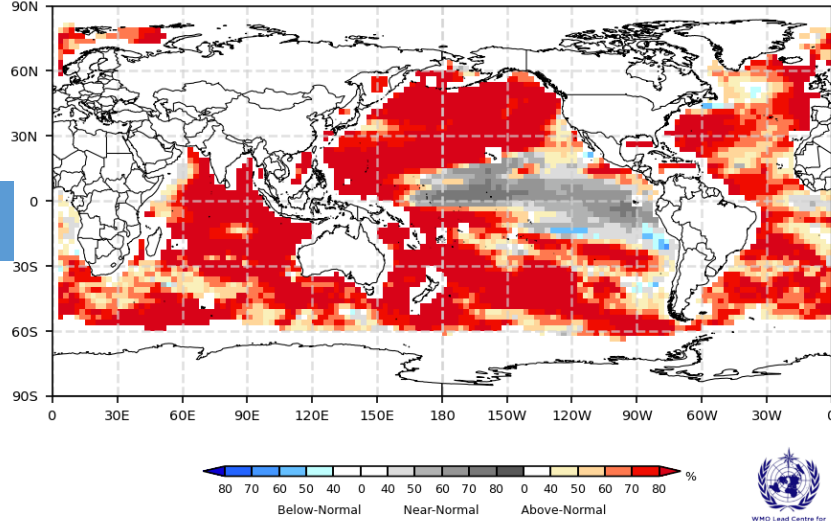 90N
60N
30N
0
30S
60S
90S
0 30E 60E 90E 120E 150E 180 150W 120W 90W 60W 30W 0
80 70 60 50 40 0 40 50 60 70 80 0 40 50 60 70 80 %
Below-Normal Near-Normal Above-Normal
WMO Lead Centre for